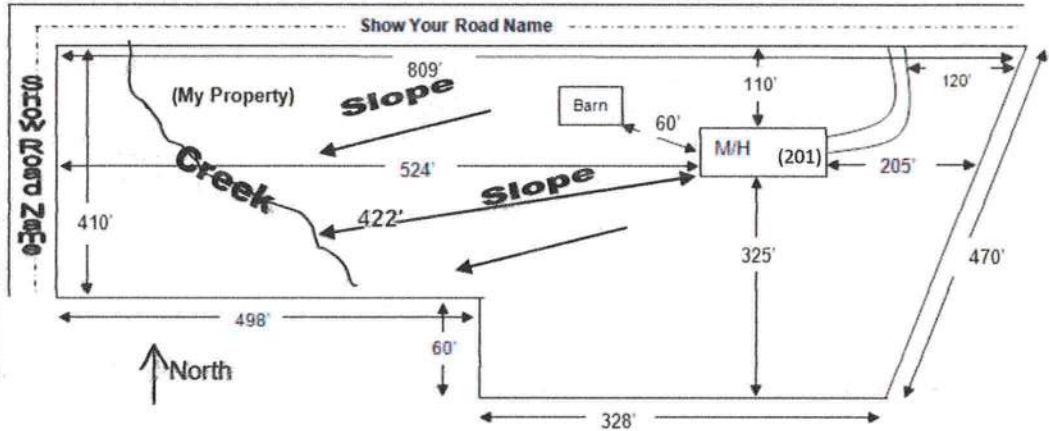 Show Your Road Name
809'
(My Property)
Slope
110'
120'
Barn
60'
M/H
(201)
Show Road Name
Creek
524'
205'
Slope
422'
410'
325'
470'
498'
60'
North
328'